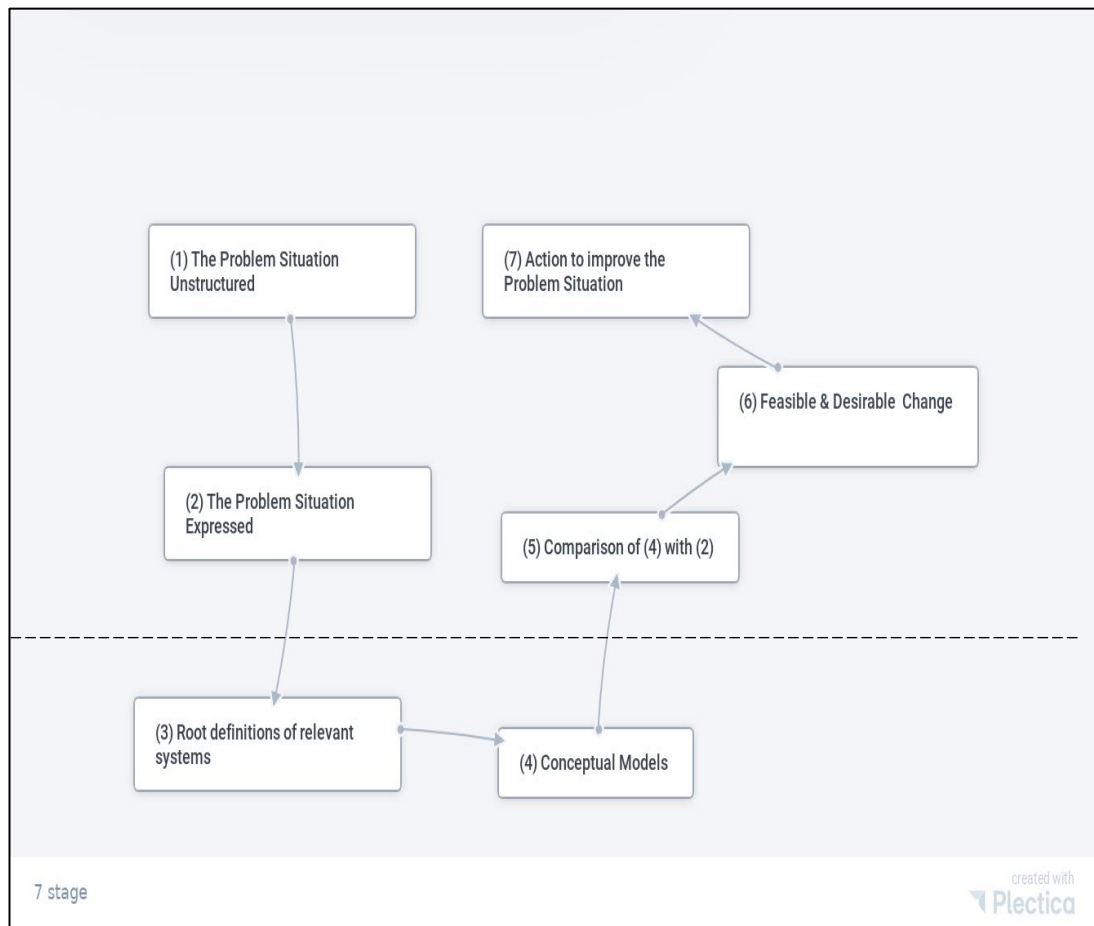 (1) The Problem Situation
Unstructured
(7) Action to improve the
Problem Situation
(6) Feasible & Desirable Change
(2) The Problem Situation
Expressed
(5) Comparison of (4) with (2)
(3) Root definitions of relevant
systems
(4) Conceptual Models
7 stage
created with
Plectica